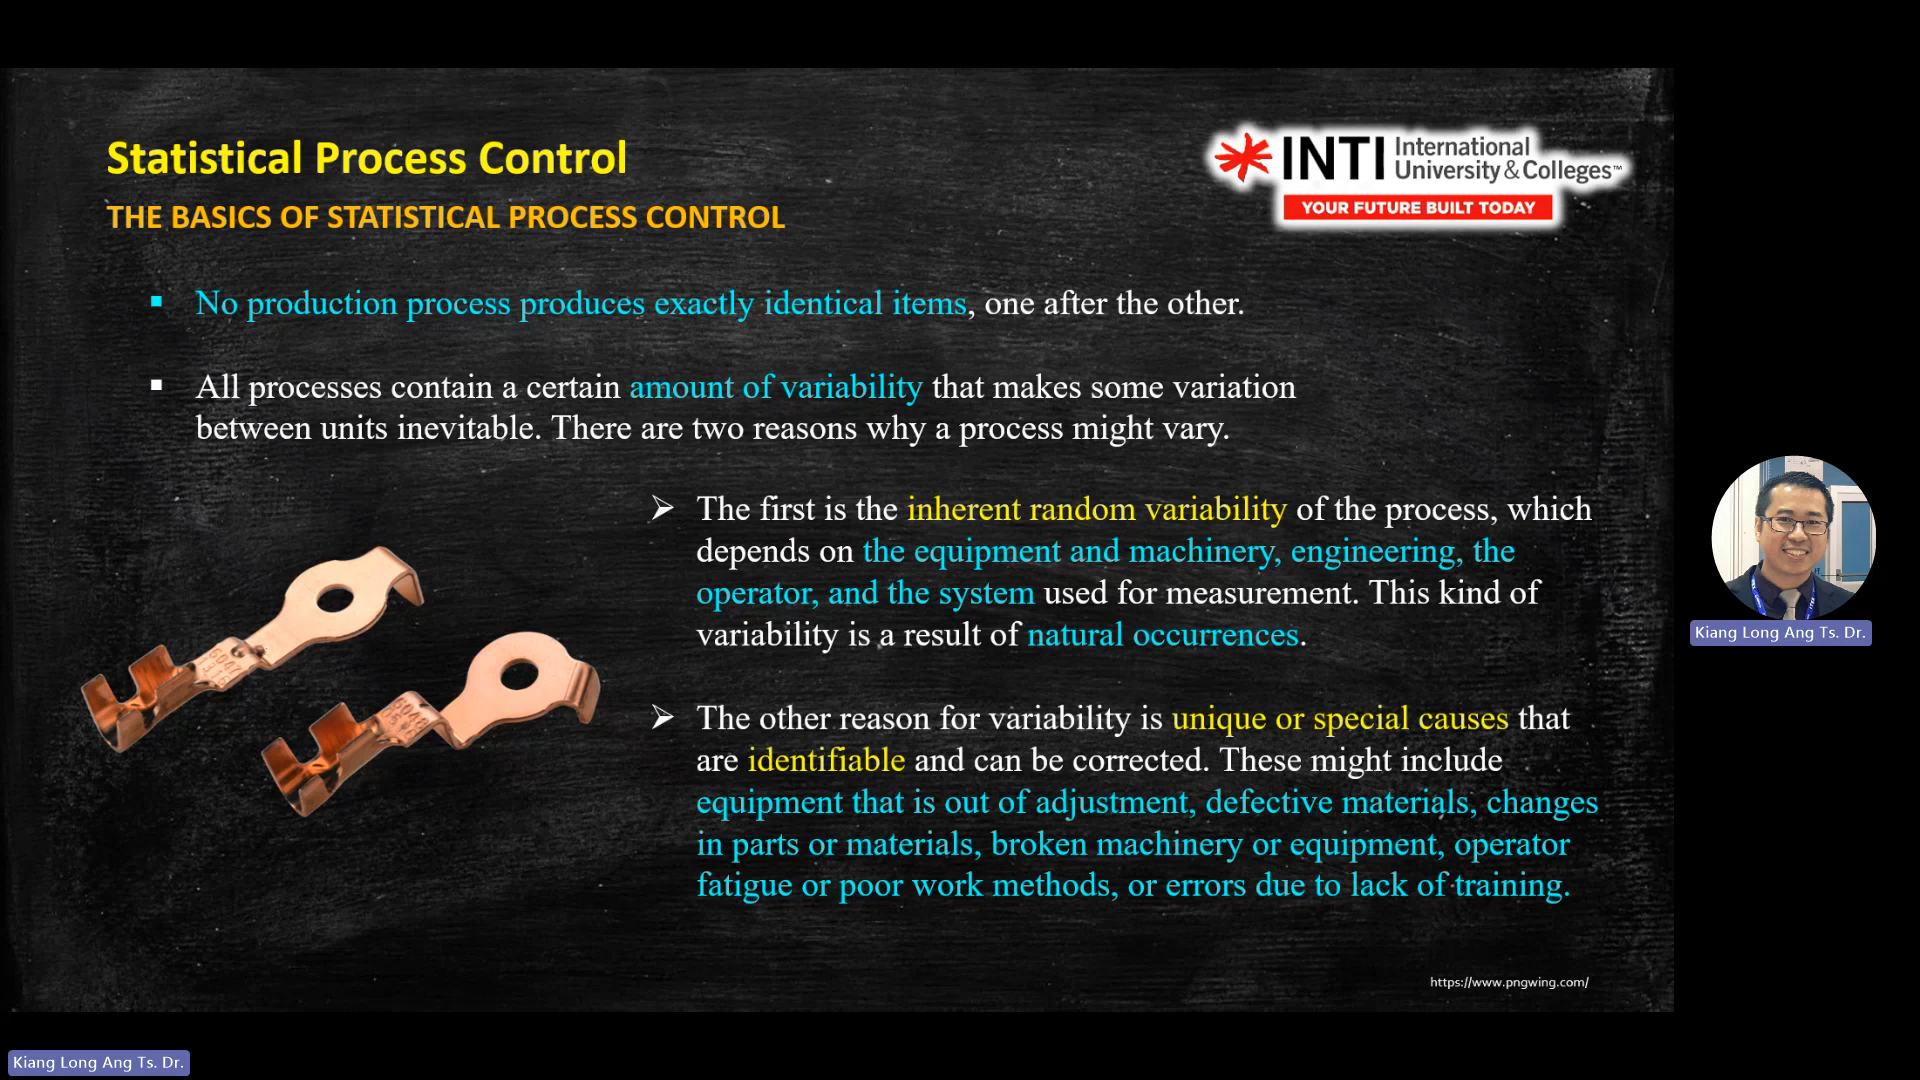 Statistical Process Control
THE BASICS OF STATISTICAL PROCESS CONTROL
INTI International
University & Colleges™
YOUR FUTURE BUILT TODAY
▪ No production process produces exactly identical items, one after the other.
▪ All processes contain a certain amount of variability that makes some variation
between units inevitable. There are two reasons why a process might vary.
➢ The first is the inherent random variability of the process, which
depends on the equipment and machinery, engineering, the
operator, and the system used for measurement. This kind of
variability is a result of natural occurrences.
➢ The other reason for variability is unique or special causes that
are identifiable and can be corrected. These might include
equipment that is out of adjustment, defective materials, changes
in parts or materials, broken machinery or equipment, operator
fatigue or poor work methods, or errors due to lack of training.
https://www.pngwing.com/
Kiang Long Ang Ts. Dr.
Kiang Long Ang Ts. Dr.